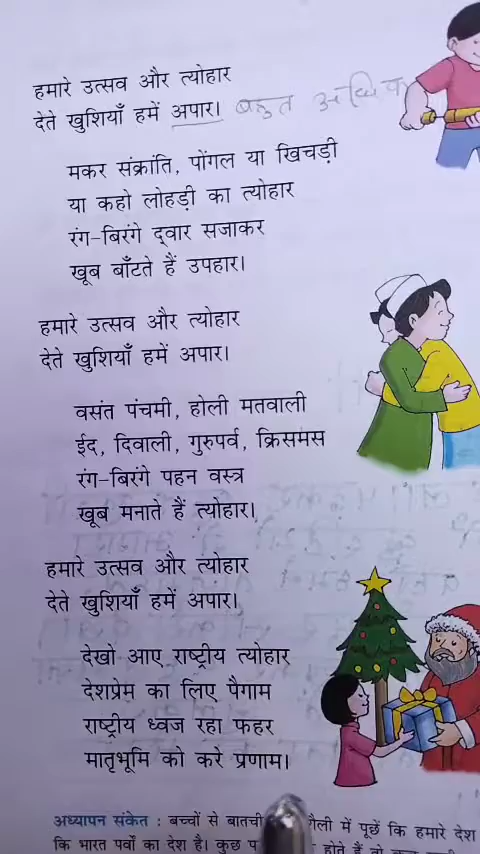 हमारे उत्सव और त्योहार
देते खुशियाँ हमें अपार। बहुत अधिक
मकर संक्रांति, पोंगल या खिचड़ी
या कहो लोहड़ी का त्योहार
रंग-बिरंगे द्वार सजाकर
खूब बाँटते हैं उपहार।
हमारे उत्सव और त्योहार
देते खुशियाँ हमें अपार।
वसंत पंचमी, होली मतवाली
ईद, दिवाली, गुरुपर्व, क्रिसमस
रंग-बिरंगे पहन वस्त्र
खूब मनाते हैं त्योहार।
हमारे उत्सव और त्योहार
देते खुशियाँ हमें अपार।
देखो आए राष्ट्रीय त्योहार
देशप्रेम का लिए पैगाम
राष्ट्रीय ध्वज रहा फहर
मातृभूमि को करे प्रणाम।
अध्यापन संकेत : बच्चों से बातची में पूछें कि हमारे देश
कि भारत पर्वों का देश है। कुछ होते हैं तो कुछ